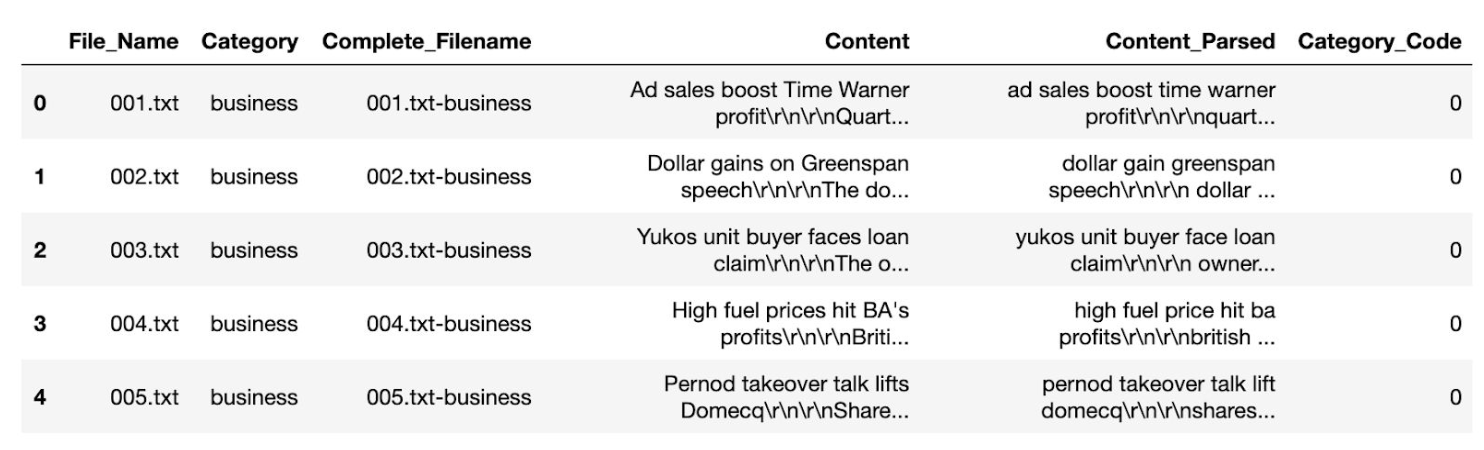 File_Name Category Complete_Filename Content Content_Parsed Category_Code
0 001.txt business 001.txt-business Ad sales boost Time Warner profit\r\n\r\nQuart... ad sales boost time warner profit\r\n\r\nquart... 0
1 002.txt business 002.txt-business Dollar gains on Greenspan speech\r\n\r\nThe do... dollar gain greenspan speech\r\n\r\n dollar ... 0
2 003.txt business 003.txt-business Yukos unit buyer faces loan claim\r\n\r\nThe o... yukos unit buyer face loan claim\r\n\r\n owner... 0
3 004.txt business 004.txt-business High fuel prices hit BA's profits\r\n\r\nBriti... high fuel price hit ba profits\r\n\r\nbritish ... 0
4 005.txt business 005.txt-business Pernod takeover talk lifts Domecq\r\n\r\nShare... pernod takeover talk lift domecq\r\n\r\nshares... 0